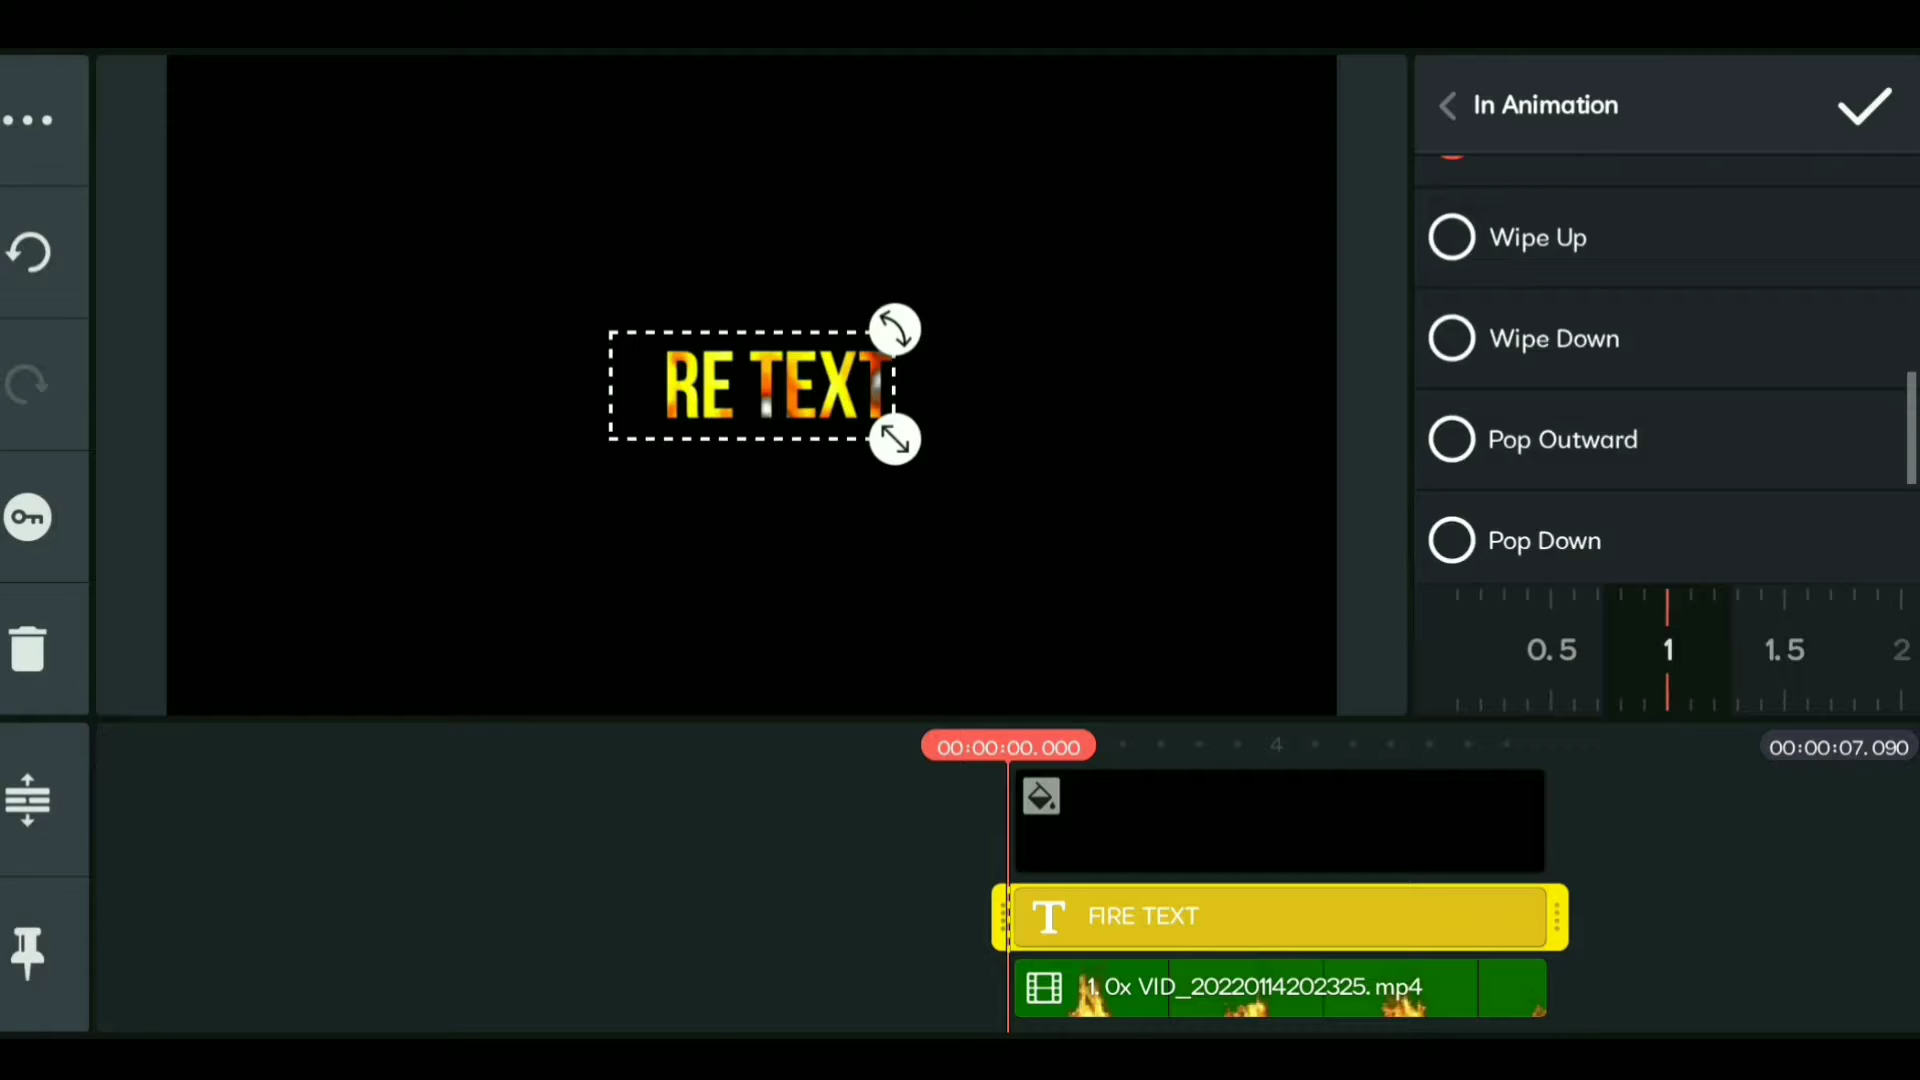 In Animation
Wipe Up
Wipe Down
Pop Outward
Pop Down
0.5 1 1.5 2
RE TEXT
00:00:00.000 4 00:00:07.090
FIRE TEXT
1.0x VID_20220114202325.mp4